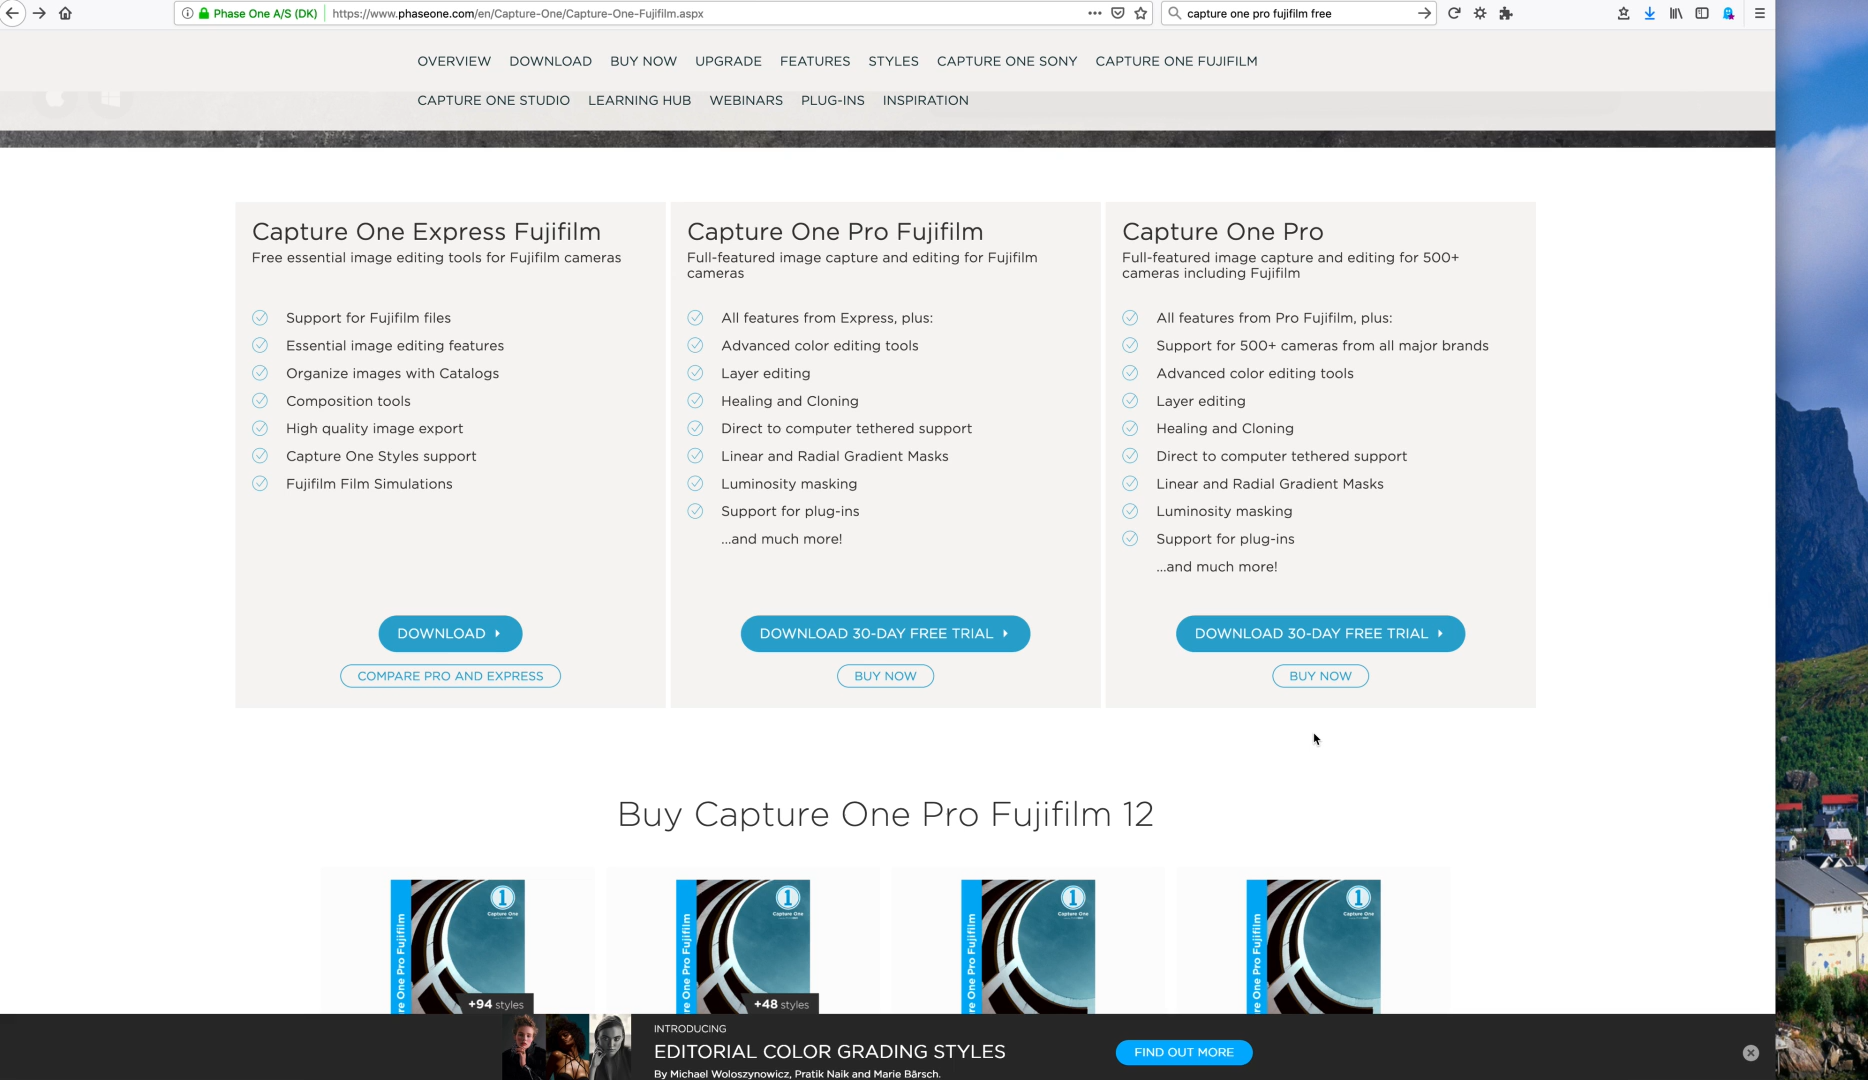 Phase One A/S (DK)
https://www.phaseone.com/en/Capture-One/Capture-One-Fujifilm.aspx
capture one pro fujifilm free
OVERVIEW DOWNLOAD BUY NOW UPGRADE FEATURES STYLES CAPTURE ONE SONY CAPTURE ONE FUJIFILM
CAPTURE ONE STUDIO LEARNING HUB WEBINARS PLUG-INS INSPIRATION
Capture One Express Fujifilm
Free essential image editing tools for Fujifilm cameras
Support for Fujifilm files
Essential image editing features
Organize images with Catalogs
Composition tools
High quality image export
Capture One Styles support
Fujifilm Film Simulations
DOWNLOAD
COMPARE PRO AND EXPRESS
Capture One Pro Fujifilm
Full-featured image capture and editing for Fujifilm
cameras
All features from Express, plus:
Advanced color editing tools
Layer editing
Healing and Cloning
Direct to computer tethered support
Linear and Radial Gradient Masks
Luminosity masking
Support for plug-ins
...and much more!
DOWNLOAD 30-DAY FREE TRIAL
BUY NOW
Capture One Pro
Full-featured image capture and editing for 500+
cameras including Fujifilm
All features from Pro Fujifilm, plus:
Support for 500+ cameras from all major brands
Advanced color editing tools
Layer editing
Healing and Cloning
Direct to computer tethered support
Linear and Radial Gradient Masks
Luminosity masking
Support for plug-ins
...and much more!
DOWNLOAD 30-DAY FREE TRIAL
BUY NOW
Buy Capture One Pro Fujifilm 12
1
Capture One
re One Pro Fujifilm
+94 styles
1
Capture One
re One Pro Fujifilm
+48 styles
1
Capture One
re One Pro Fujifilm
1
Capture One
re One Pro Fujifilm
INTRODUCING
EDITORIAL COLOR GRADING STYLES
By Michael Woloszynowicz, Pratik Naik and Marie Bärsch.
FIND OUT MORE